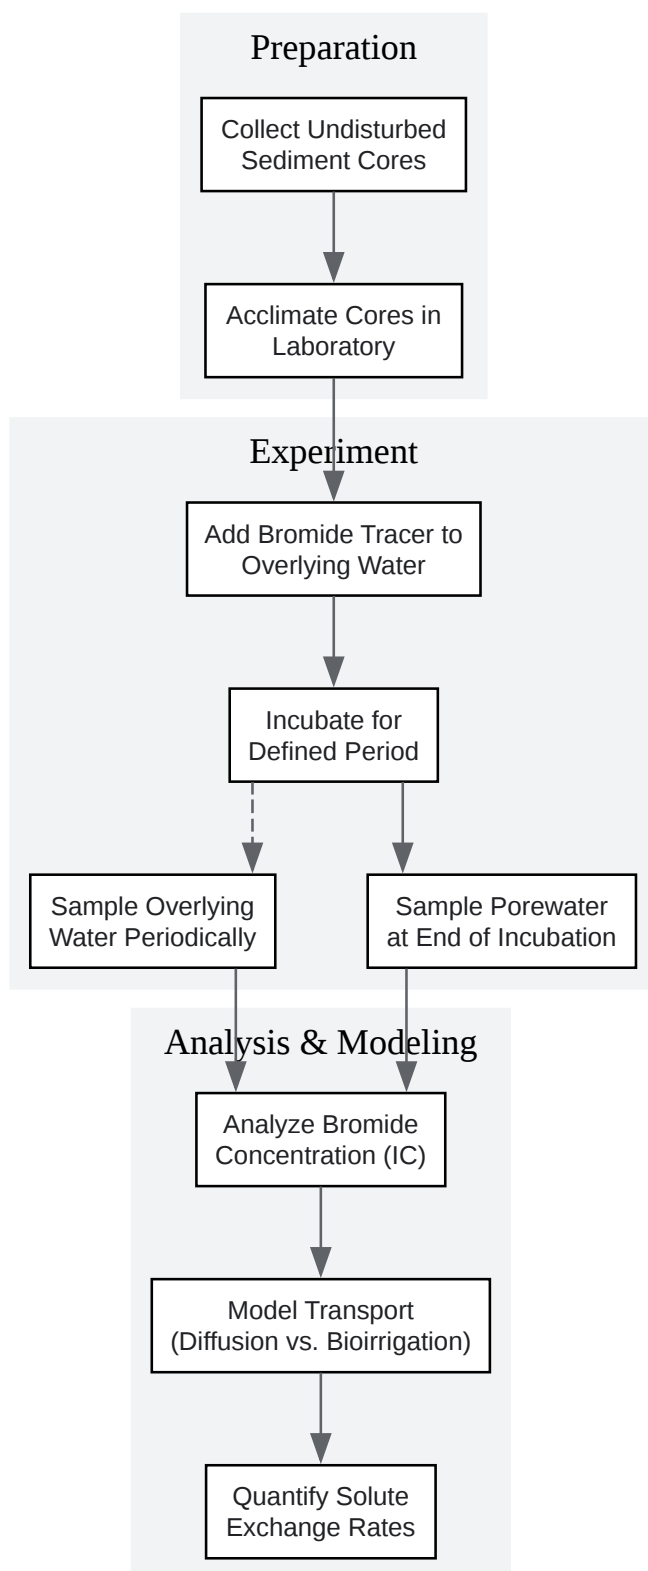 Preparation
Collect Undisturbed
Sediment Cores
Acclimate Cores in
Laboratory
Experiment
Add Bromide Tracer to
Overlying Water
Incubate for
Defined Period
Sample Overlying
Water Periodically
Sample Porewater
at End of Incubation
Analysis & Modeling
Analyze Bromide
Concentration (IC)
Model Transport
(Diffusion vs. Bioirrigation)
Quantify Solute
Exchange Rates